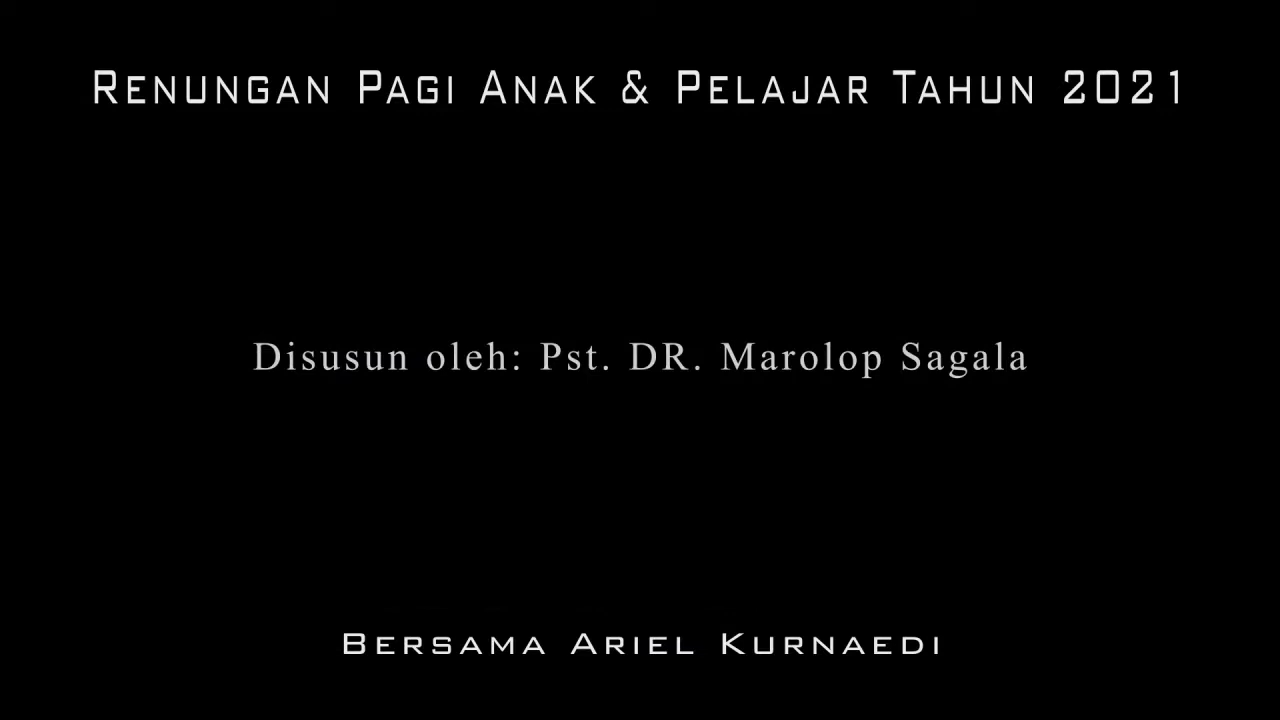 Renungan Pagi Anak & Pelajar Tahun 2021
Disusun oleh: Pst. DR. Marolop Sagala
Bersama Ariel Kurnaedi